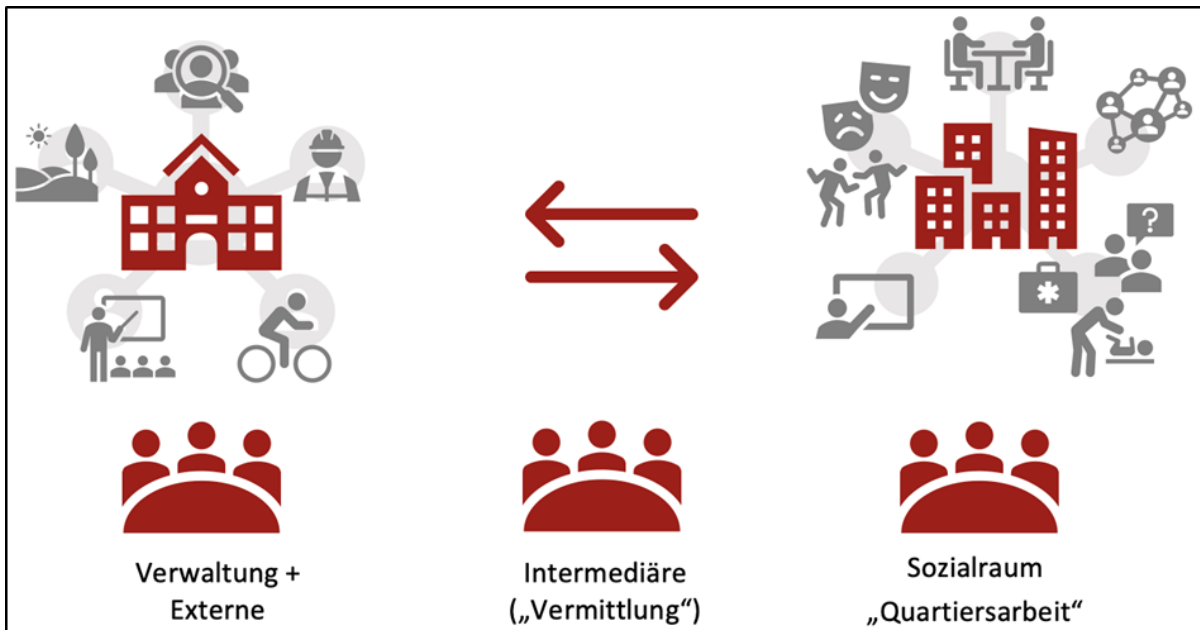 Verwaltung +
Externe
Intermediäre
(„Vermittlung“)
Sozialraum
„Quartiersarbeit“
?